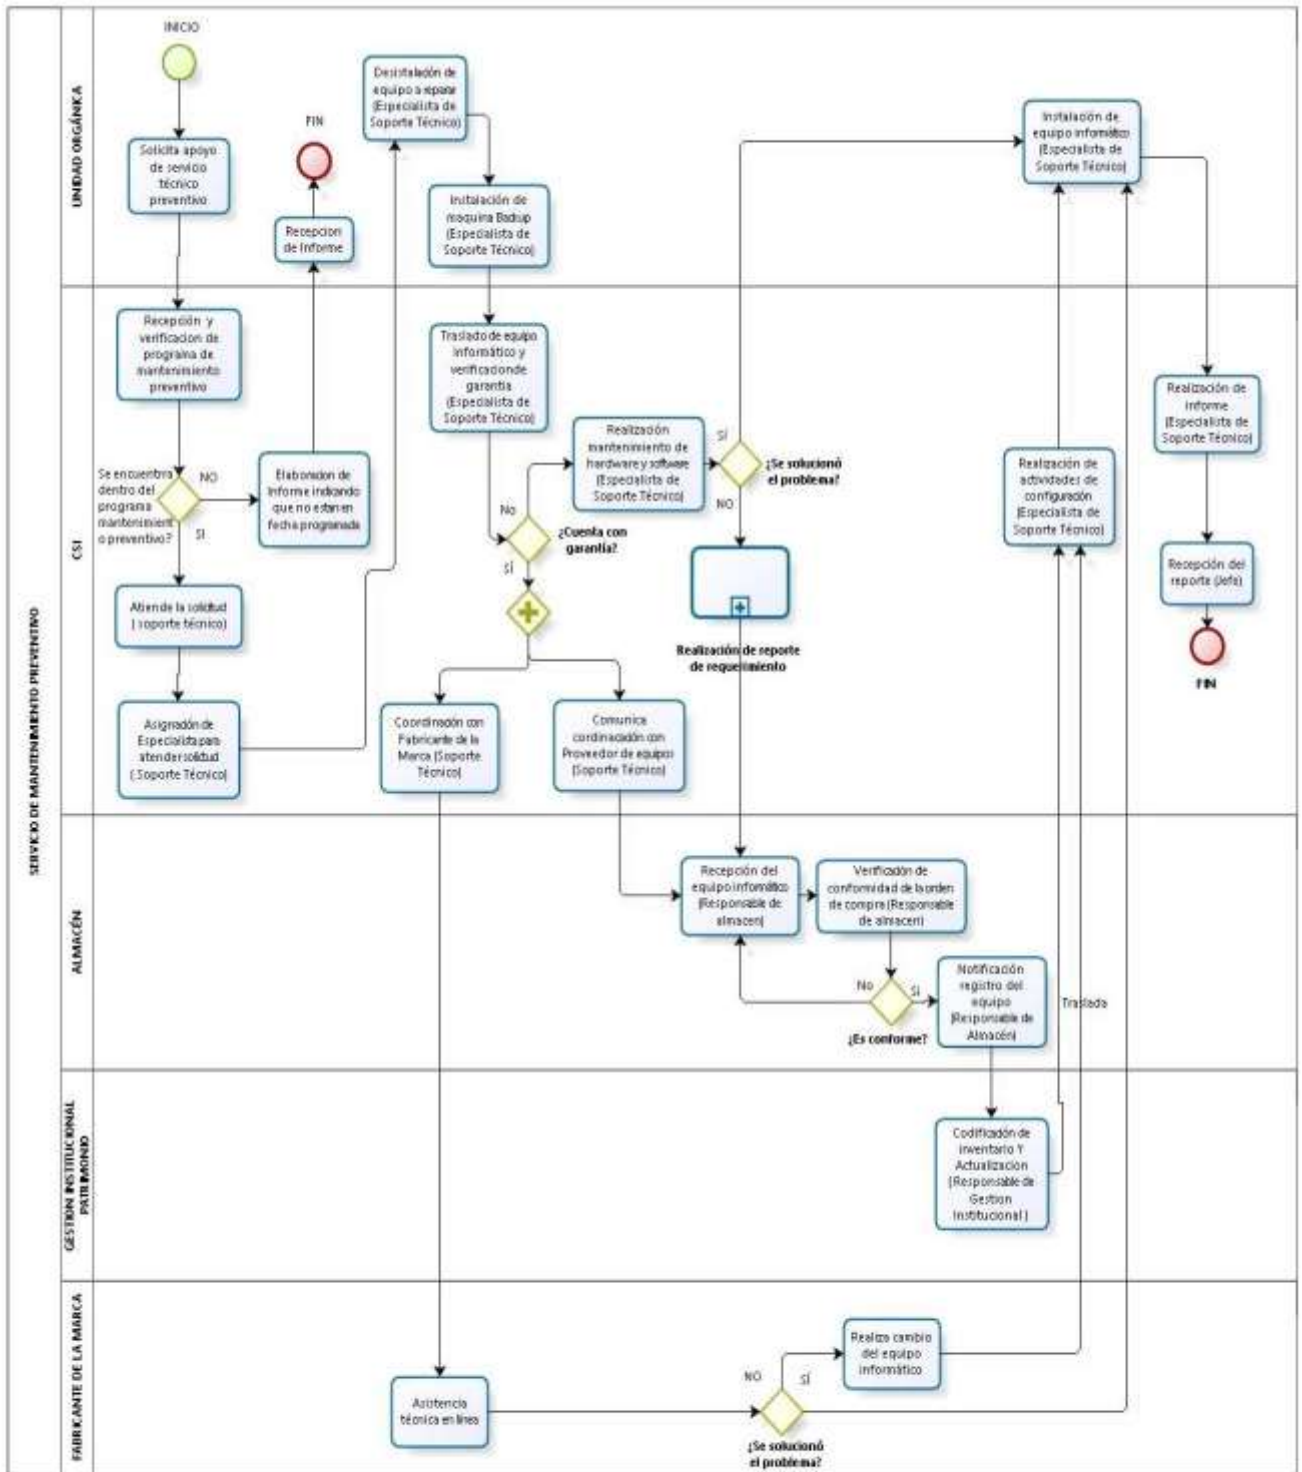 SERVICIO DE MANTENIMIENTO PREVENTIVO
UNIDAD ORGÁNICA
INICIO
Solicita apoyo
de servicio
técnico
preventivo
FIN
Recepcion
de Informe
Desistalación de
equipo a reparar
(Especialista de
Soporte Técnico)
Instalación de
maquina Backup
(Especialista de
Soporte Técnico)
Instalación de
equipo informático
(Especialista de
Soporte Técnico)
CSI
Recepción y
verificacion de
programa de
mantenimiento
preventivo
Se encuentra
dentro del
programa
mantenimient
o preventivo?
NO
SI
Elaboracion de
Informe indicando
que no estan en
fecha programada
Atiende la solicitud
( soporte técnico)
Asignación de
Especialista para
atender solicitud
( Soporte Técnico)
Traslado de equipo
informático y
verificacion de
garantía
(Especialista de
Soporte Técnico)
No
¿Cuenta con
garantía?
SÍ
Realización
mantenimiento de
hardware y software
(Especialista de
Soporte Técnico)
SÍ
¿Se solucionó
el problema?
NO
Realización de reporte
de requerimiento
Coordinación con
Fabricante de la
Marca (Soporte
Técnico)
Comunica
cordinacación con
Proveedor de equipos
(Soporte Técnico)
Realización de
actividades de
configuración
(Especialista de
Soporte Técnico)
Realización de
informe
(Especialista de
Soporte Técnico)
Recepción del
reporte (Jefe)
FIN
ALMACÉN
Recepción del
equipo informático
(Responsable de
almacen)
Verificación de
conformidad de la orden
de compra (Responsable
de almacen)
No
Si
¿Es conforme?
Notificación
registro del
equipo
(Responsable de
Almacén)
Traslada
GESTIÓN INSTITUCIONAL
PATRIMONIO
Codificación de
inventario Y
Actualización
(Responsable de
Gestion
Institucional )
FABRICANTE DE LA MARCA
Asistencia
técnica en línea
NO
SÍ
¿Se solucionó
el problema?
Realiza cambio
del equipo
informático